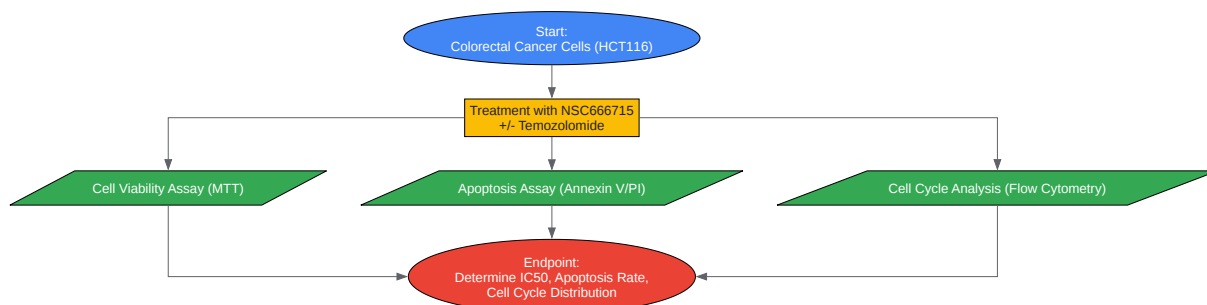 Start:
Colorectal Cancer Cells (HCT116)
Treatment with NSC666715
+/- Temozolomide
Cell Viability Assay (MTT)
Apoptosis Assay (Annexin V/PI)
Cell Cycle Analysis (Flow Cytometry)
Endpoint:
Determine IC50, Apoptosis Rate,
Cell Cycle Distribution